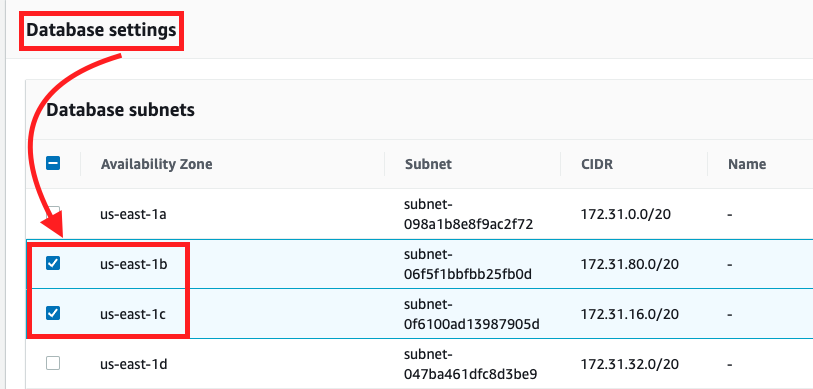 Database settings
Database subnets
Availability Zone Subnet CIDR Name
us-east-1a subnet-098a1b8e8f9ac2f72 172.31.0.0/20 -
us-east-1b subnet-06f5f1bbfbb25fb0d 172.31.80.0/20 -
us-east-1c subnet-0f6100ad13987905d 172.31.16.0/20 -
us-east-1d subnet-047ba461dfc8d3be9 172.31.32.0/20 -